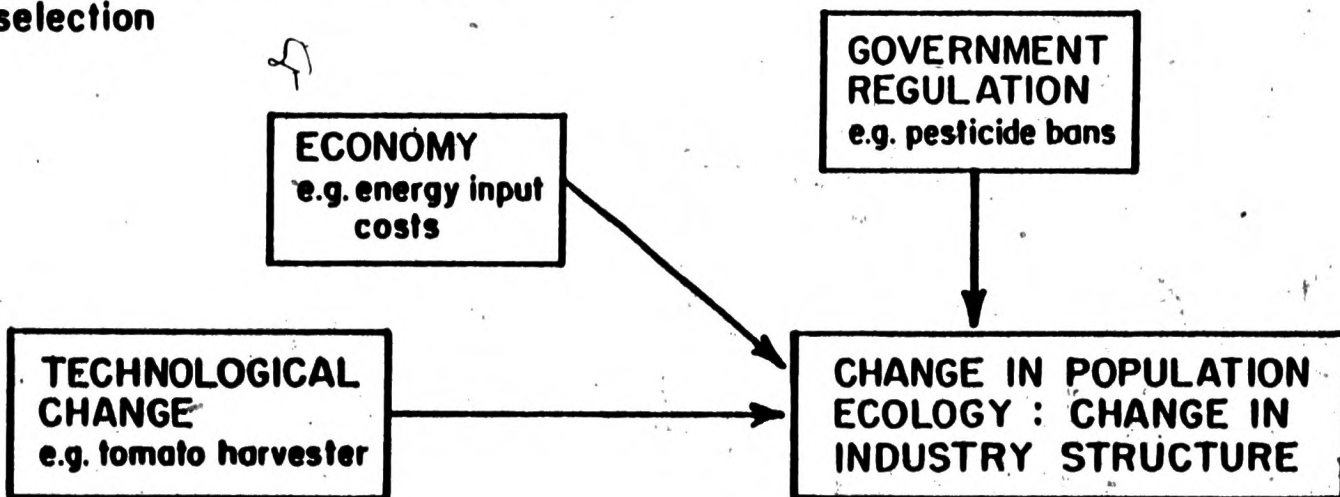 selection
GOVERNMENT
REGULATION
e.g. pesticide bans
ECONOMY
e.g. energy input
costs
TECHNOLOGICAL
CHANGE
e.g. tomato harvester
CHANGE IN POPULATION
ECOLOGY : CHANGE IN
INDUSTRY STRUCTURE